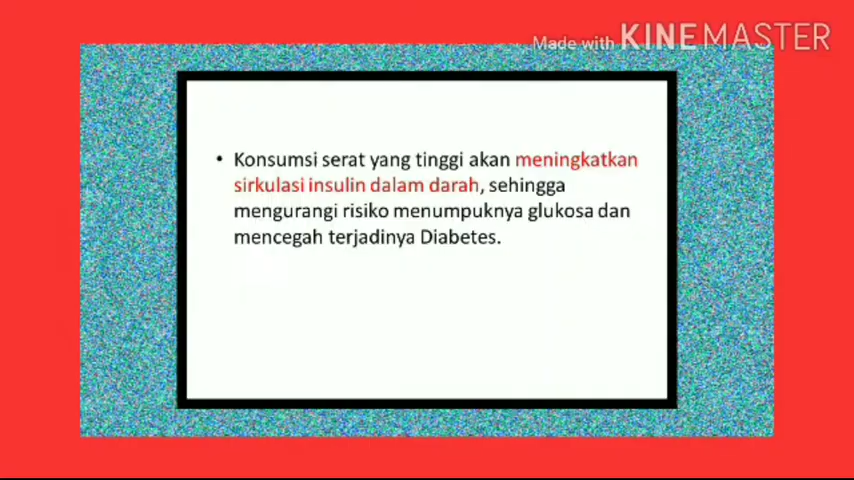 Made with KINEMASTER
• Konsumsi serat yang tinggi akan meningkatkan
sirkulasi insulin dalam darah, sehingga
mengurangi risiko menumpuknya glukosa dan
mencegah terjadinya Diabetes.